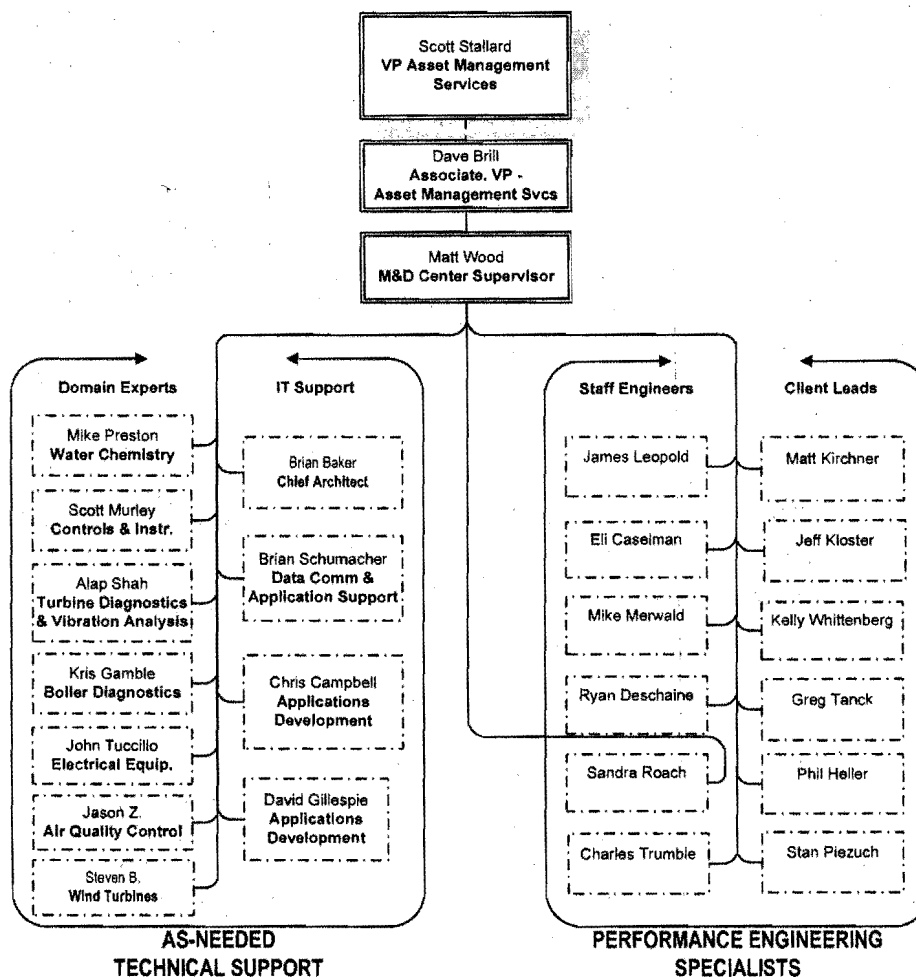 Scott Stallard
VP Asset Management
Services
Dave Brill
Associate. VP -
Asset Management Svcs
Matt Wood
M&D Center Supervisor
Domain Experts
Mike Preston
Water Chemistry
Scott Murley
Controls & Instr.
Alap Shah
Turbine Diagnostics
& Vibration Analysis
Kris Gamble
Boiler Diagnostics
John Tuccillo
Electrical Equip.
Jason Z.
Air Quality Control
Steven B.
Wind Turbines
IT Support
Brian Baker
Chief Architect
Brian Schumacher
Data Comm &
Application Support
Chris Campbell
Applications
Development
David Gillespie
Applications
Development
AS-NEEDED
TECHNICAL SUPPORT
Staff Engineers
James Leopold
Eli Caselman
Mike Merwald
Ryan Deschaine
Sandra Roach
Charles Trumble
Client Leads
Matt Kirchner
Jeff Kloster
Kelly Whittenberg
Greg Tanck
Phil Heller
Stan Piezuch
PERFORMANCE ENGINEERING
SPECIALISTS